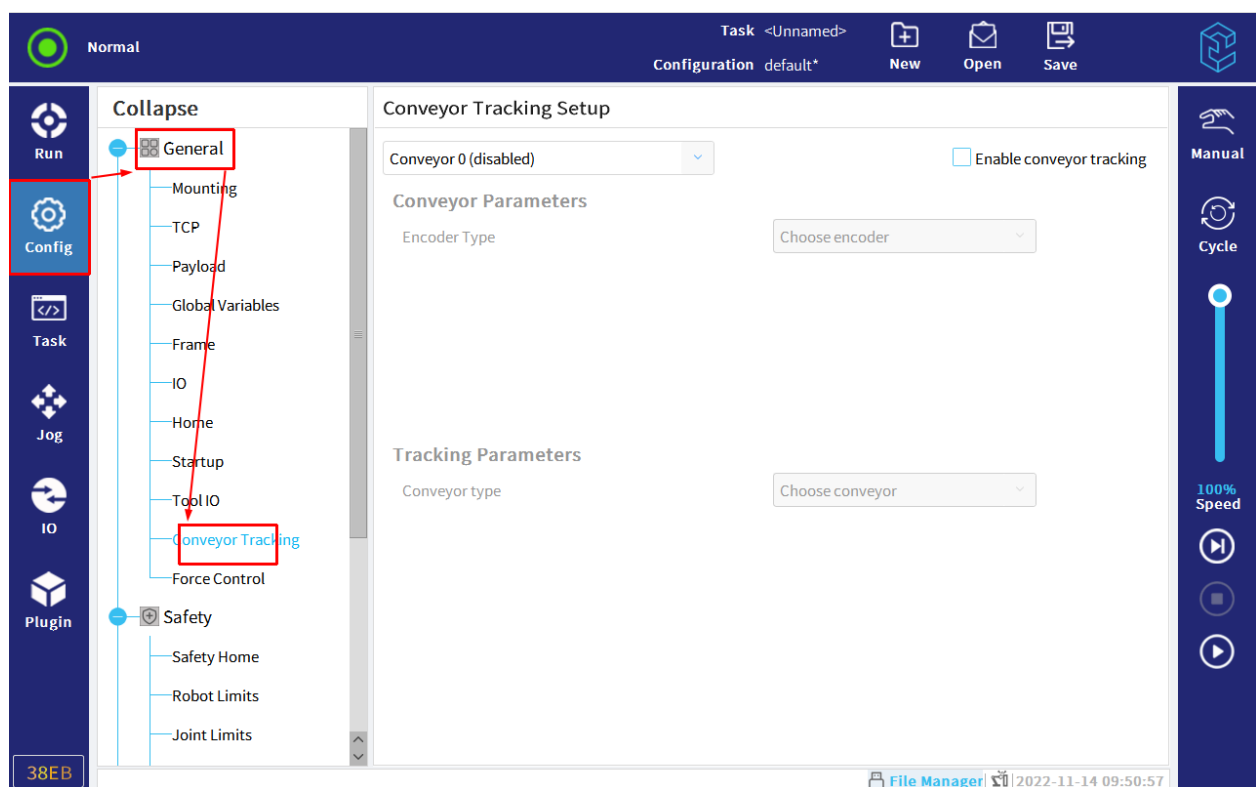 Normal
Task <Unnamed>
Configuration default*
New
Open
Save
Run
Config
Task
Jog
IO
Plugin
38EB
Collapse
General
Mounting
TCP
Payload
Global Variables
Frame
IO
Home
Startup
Tool IO
Conveyor Tracking
Force Control
Safety
Safety Home
Robot Limits
Joint Limits
Conveyor Tracking Setup
Conveyor 0 (disabled)
Enable conveyor tracking
Conveyor Parameters
Encoder Type
Choose encoder
Tracking Parameters
Conveyor type
Choose conveyor
File Manager
2022-11-14 09:50:57
Manual
Cycle
100%
Speed